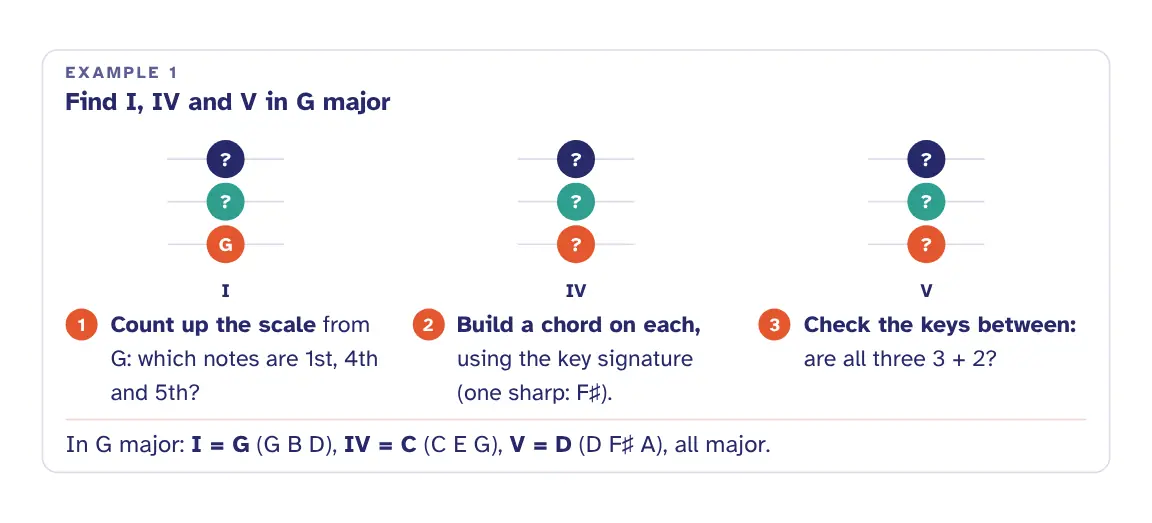 EXAMPLE 1
Find I, IV and V in G major
? ? ?
? ? ?
G ? ?
I IV V
1 Count up the scale from
G: which notes are 1st, 4th
and 5th?
2 Build a chord on each,
using the key signature
(one sharp: F♯).
3 Check the keys between:
are all three 3 + 2?
In G major: I = G (G B D), IV = C (C E G), V = D (D F♯ A), all major.